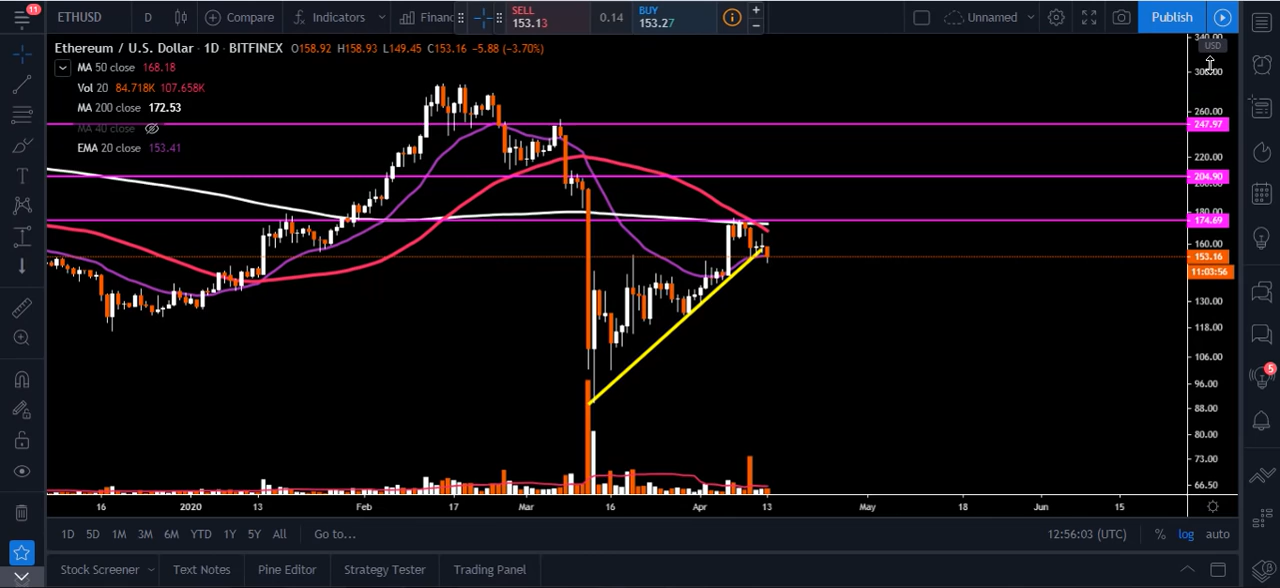 11
ETHUSD
D
Compare
Indicators
Financ
SELL
153.13
0.14
BUY
153.27
Unnamed
Publish
Ethereum / U.S. Dollar · 1D · BITFINEX O158.92 H158.93 L149.45 C153.16 −5.88 (−3.70%)
MA 50 close 168.18
Vol 20 84.718K 107.658K
MA 200 close 172.53
MA 40 close
EMA 20 close 153.41
340.00
USD
300.00
260.00
247.97
220.00
204.90
180.00
174.69
160.00
153.16
11:03:56
130.00
118.00
106.00
96.00
88.00
80.00
73.00
66.50
5
16 2020 13 Feb 17 Mar 16 Apr 13 May 18 Jun 15
1D 5D 1M 3M 6M YTD 1Y 5Y All Go to...
12:56:03 (UTC) % log auto
Stock Screener Text Notes Pine Editor Strategy Tester Trading Panel